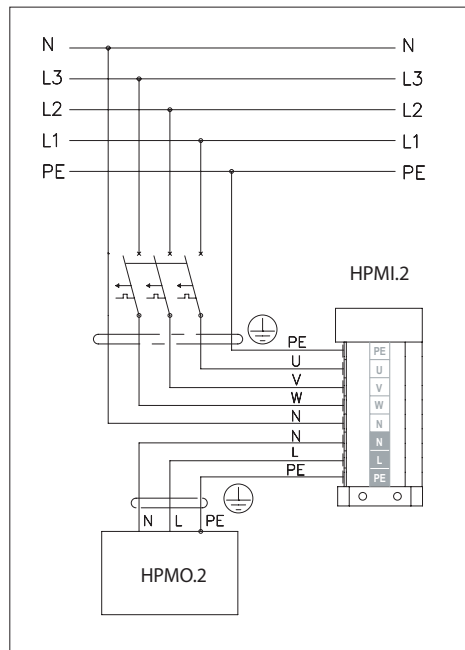 N N
L3 L3
L2 L2
L1 L1
PE PE
HPMI.2
PE PE
U U
V V
W W
N N
N N
L L
PE PE
N L PE
HPMO.2